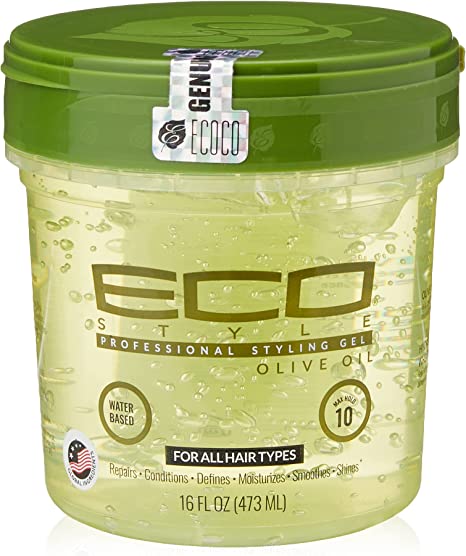 GENUI
ECOCO
ECO
STYLE
PROFESSIONAL STYLING GEL
OLIVE OIL
WATER
BASED
MAX HOLD
10
FOR ALL HAIR TYPES
Repairs • Conditions • Defines • Moisturizes • Smoothes • Shines
16 FL OZ (473 ML)